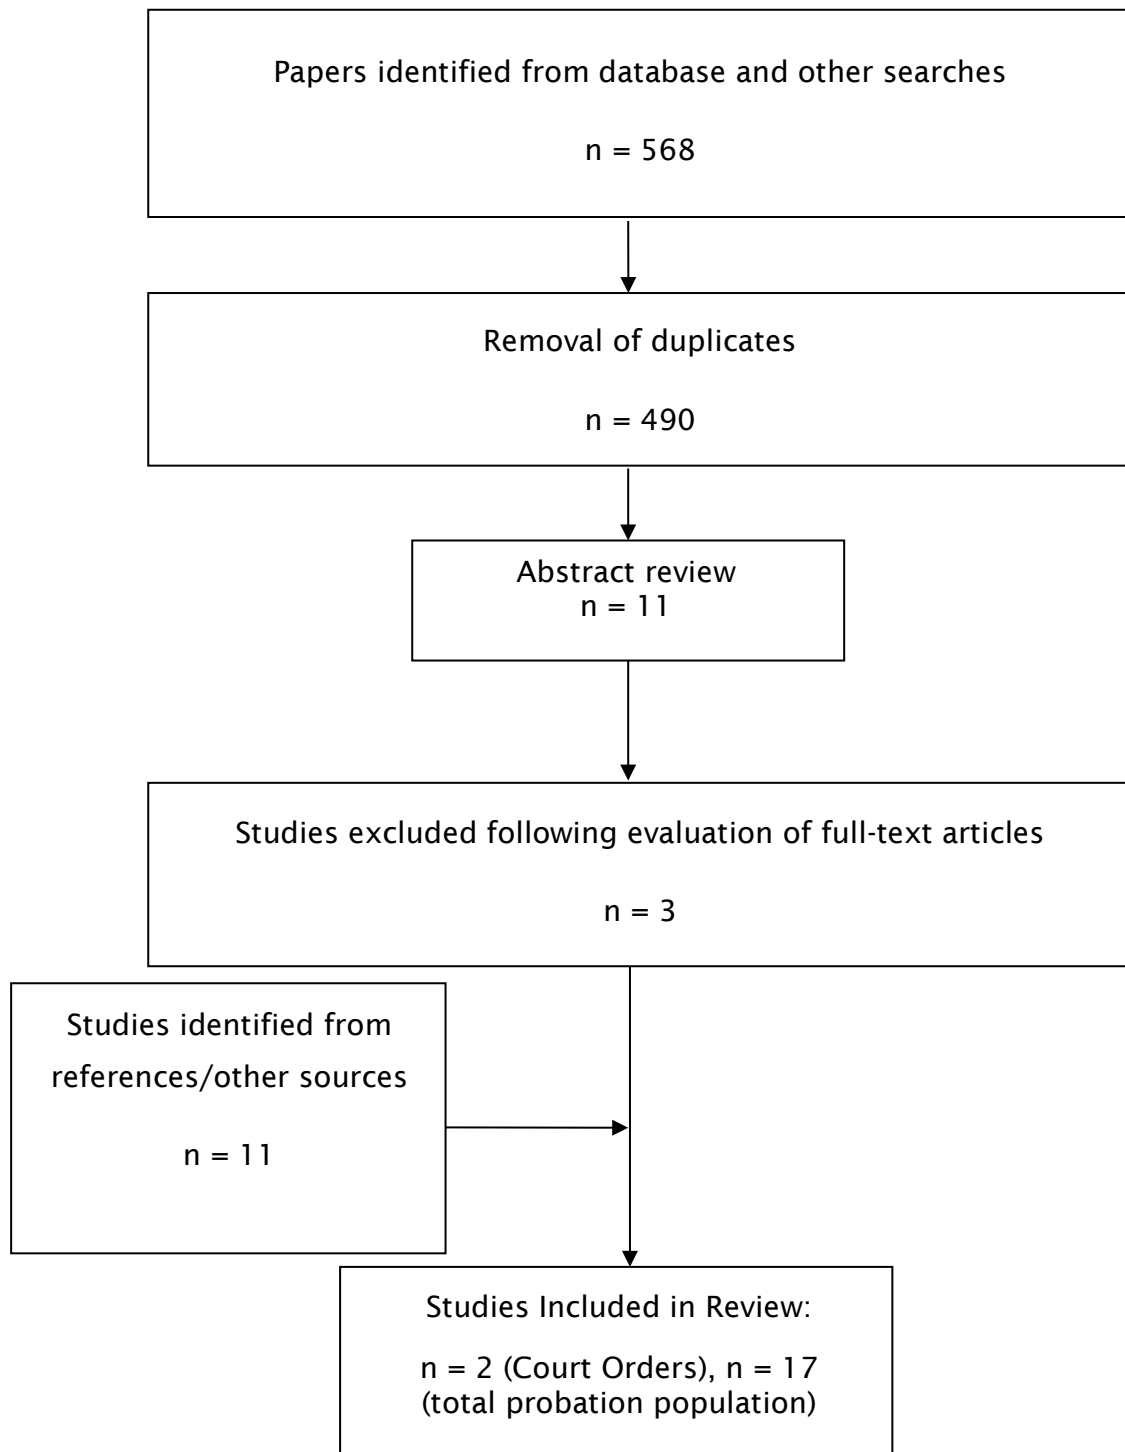 Papers identified from database and other searches
n = 568
Removal of duplicates
n = 490
Abstract review
n = 11
Studies excluded following evaluation of full-text articles
n = 3
Studies identified from
references/other sources
n = 11
Studies Included in Review:
n = 2 (Court Orders), n = 17
(total probation population)